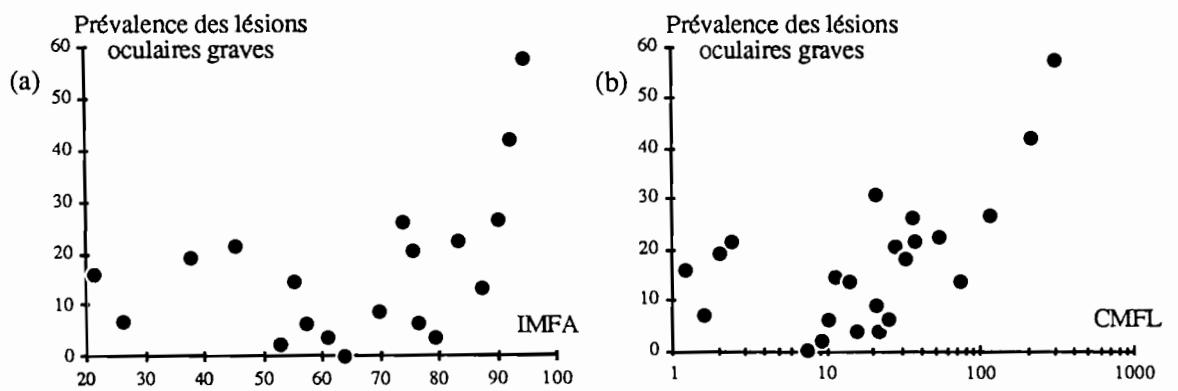 Prévalence des lésions
oculaires graves
(a)
60
50
40
30
20
10
0
20 30 40 50 60 70 80 90 100
IMFA
Prévalence des lésions
oculaires graves
(b)
60
50
40
30
20
10
0
1 10 100 1000
CMFL